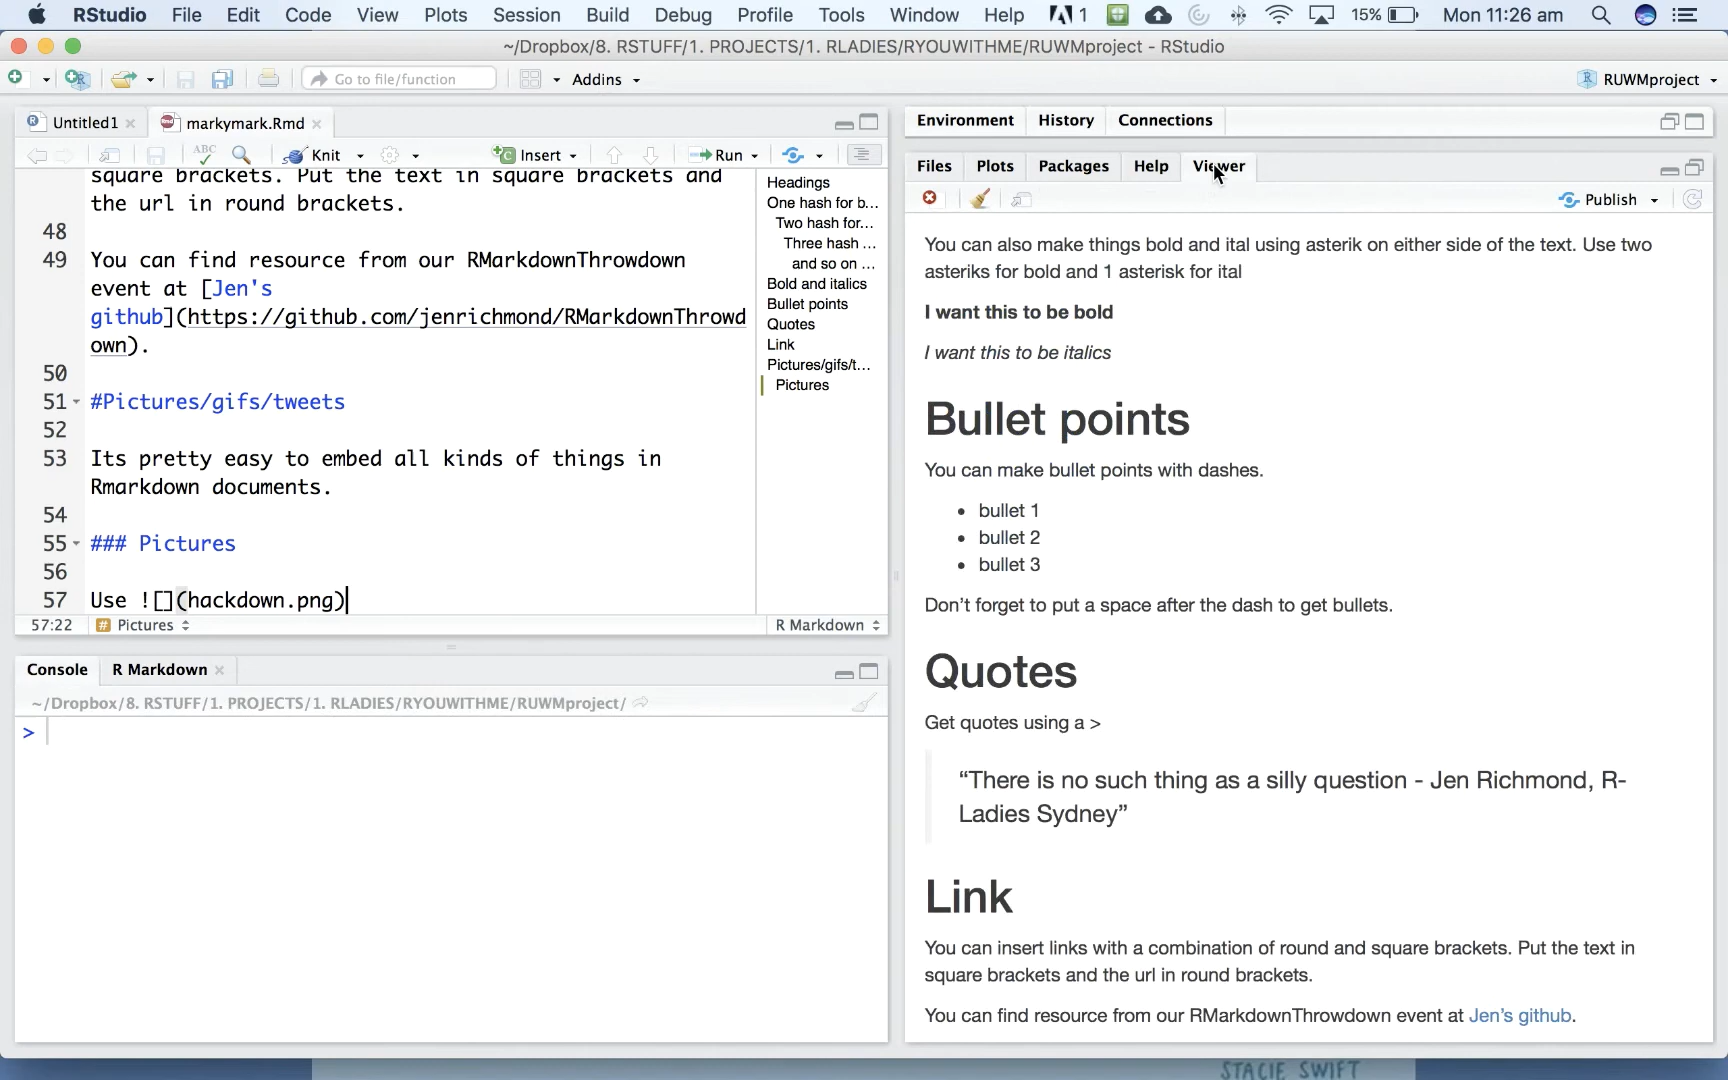 RStudio File Edit Code View Plots Session Build Debug Profile Tools Window Help 1 15% Mon 11:26 am
~/Dropbox/8. RSTUFF/1. PROJECTS/1. RLADIES/RYOUWITHME/RUWMproject - RStudio
Go to file/function Addins RUWMproject
Untitled1 markymark.Rmd
ABC Knit Insert Run
square brackets. Put the text in square brackets and
the url in round brackets.
48
49 You can find resource from our RMarkdownThrowdown
event at [Jen's
github](https://github.com/jenrichmond/RMarkdownThrowd
own).
50
51 #Pictures/gifs/tweets
52
53 Its pretty easy to embed all kinds of things in
Rmarkdown documents.
54
55 ### Pictures
56
57 Use ![](hackdown.png)
57:22 # Pictures R Markdown
Headings
One hash for b...
Two hash for...
Three hash ...
and so on ...
Bold and italics
Bullet points
Quotes
Link
Pictures/gifs/t...
Pictures
Console R Markdown
~/Dropbox/8. RSTUFF/1. PROJECTS/1. RLADIES/RYOUWITHME/RUWMproject/
>
Environment History Connections
Files Plots Packages Help Viewer
Publish
You can also make things bold and ital using asterik on either side of the text. Use two
asteriks for bold and 1 asterisk for ital
I want this to be bold
I want this to be italics
Bullet points
You can make bullet points with dashes.
• bullet 1
• bullet 2
• bullet 3
Don’t forget to put a space after the dash to get bullets.
Quotes
Get quotes using a >
“There is no such thing as a silly question - Jen Richmond, R-
Ladies Sydney”
Link
You can insert links with a combination of round and square brackets. Put the text in
square brackets and the url in round brackets.
You can find resource from our RMarkdownThrowdown event at Jen’s github.
STACIE SWIFT